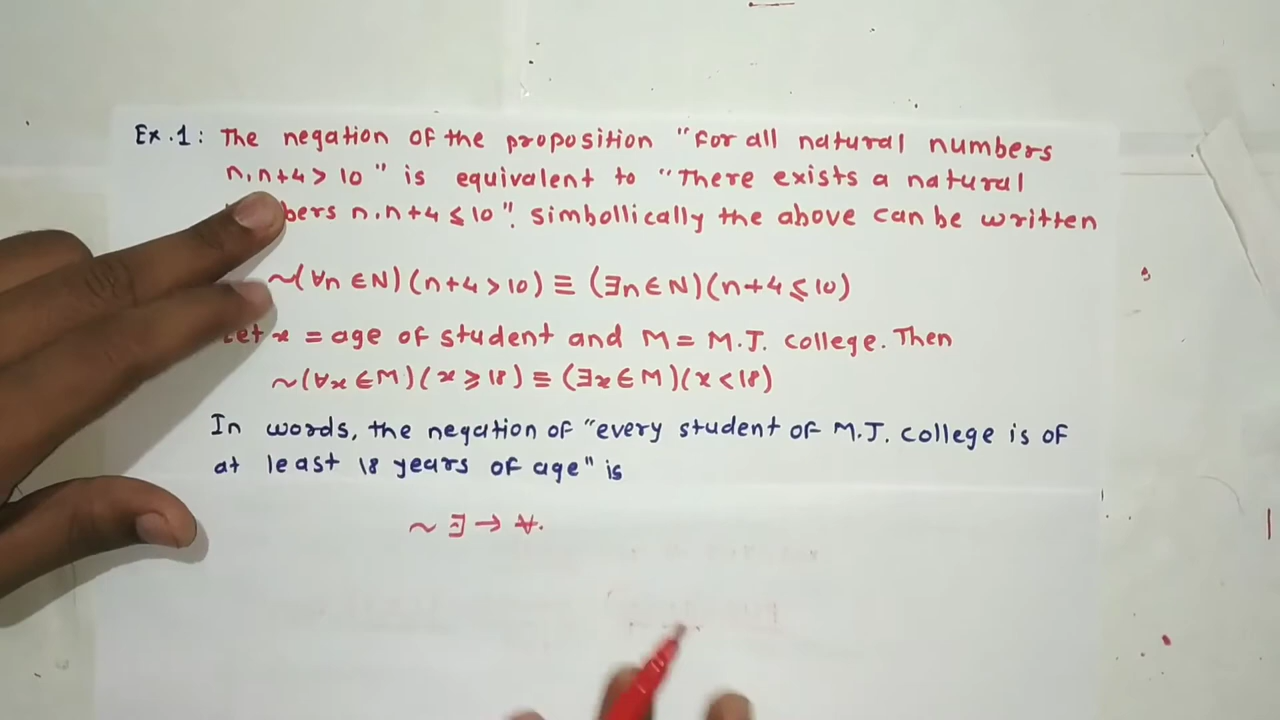 Ex.1: The negation of the proposition "For all natural numbers
n, n+4 > 10" is equivalent to "There exists a natural
bers n. n+4 ≤ 10". simbollically the above can be written
~(∀n ∈ N)(n+4 > 10) ≡ (∃n ∈ N)(n+4 ⩽ 10)
x = age of student and M = M.J. college. Then
~(∀x ∈ M)(x ⩾ 18) ≡ (∃x ∈ M)(x < 18)
In words, the negation of "every student of M.J. college is of
at least 18 years of age" is
~ ∃ → ∀.